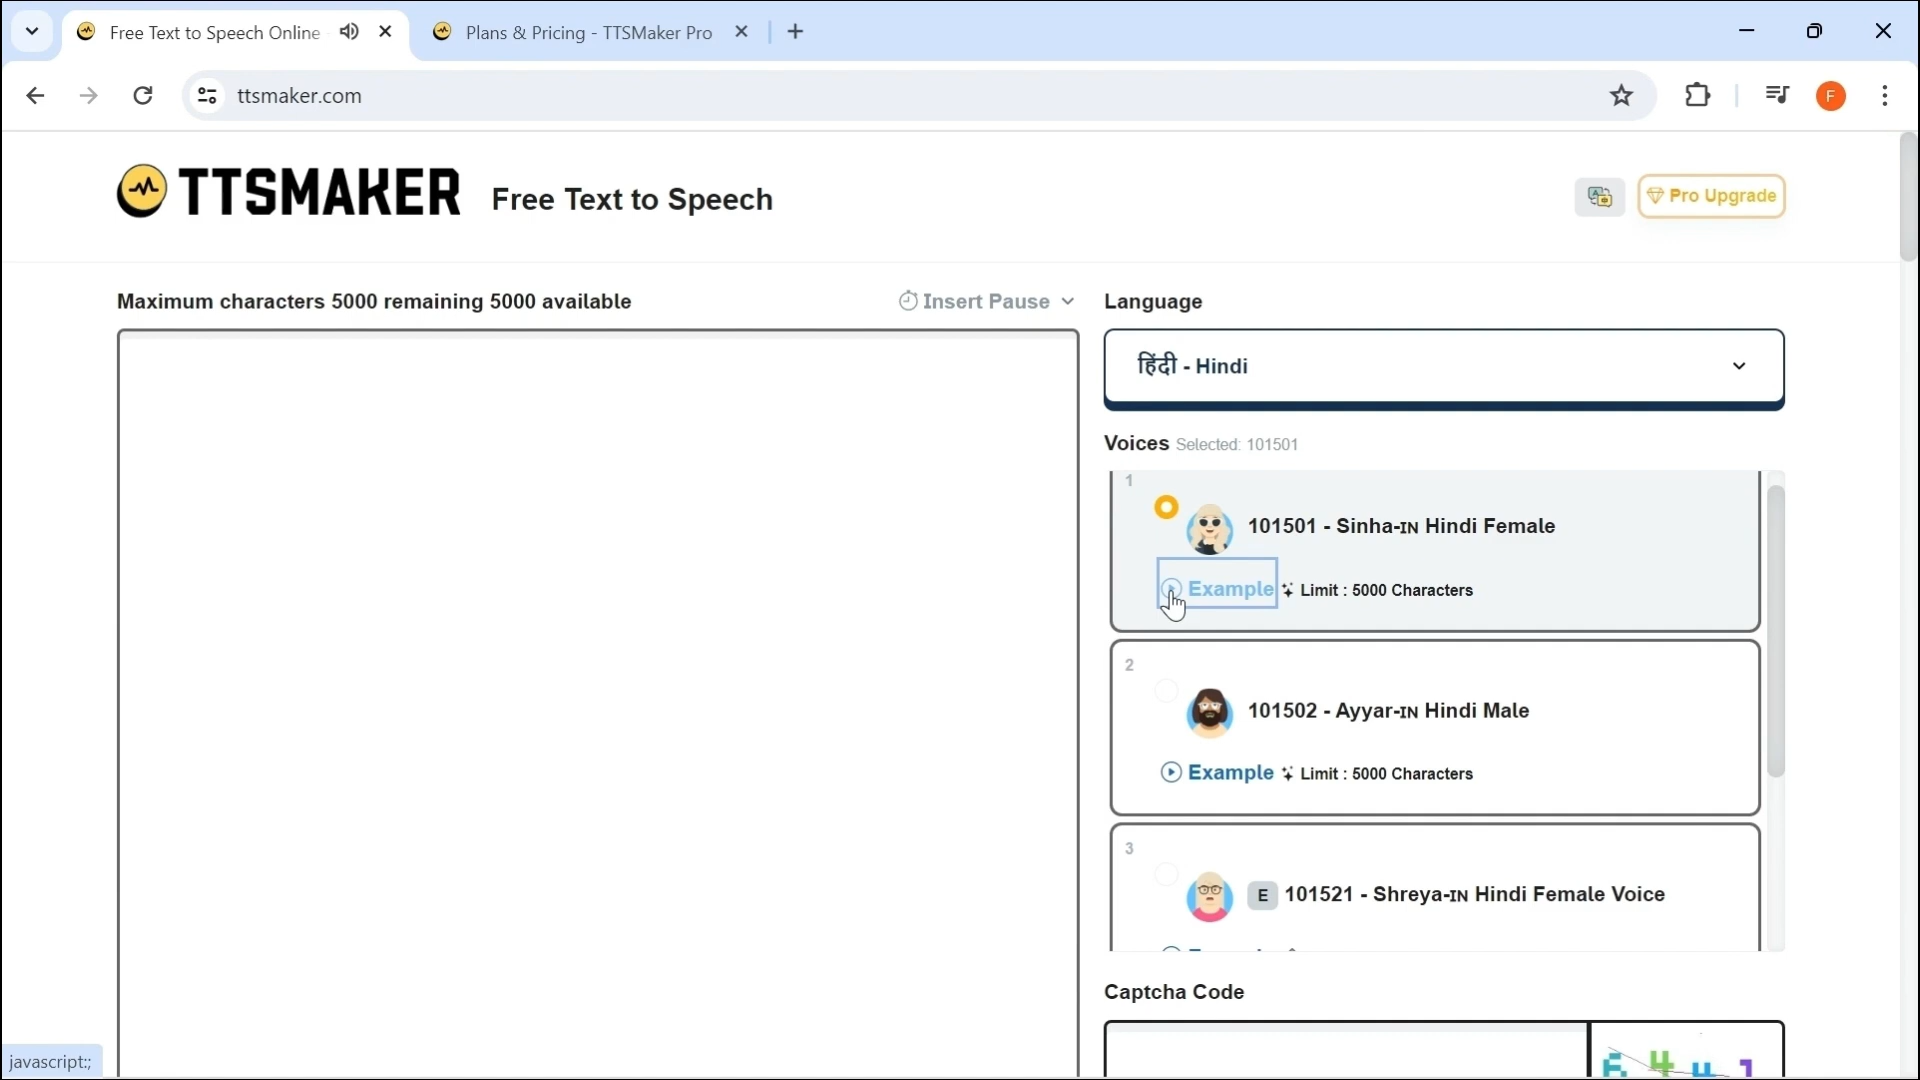 Free Text to Speech Online
Plans & Pricing - TTSMaker Pro
ttsmaker.com
F
TTSMAKER
Free Text to Speech
Pro Upgrade
Maximum characters 5000 remaining 5000 available
Insert Pause
Language
हिंदी - Hindi
Voices Selected: 101501
1
101501 - Sinha-IN Hindi Female
Example Limit : 5000 Characters
2
101502 - Ayyar-IN Hindi Male
Example Limit : 5000 Characters
3
E 101521 - Shreya-IN Hindi Female Voice
Captcha Code
javascript:;